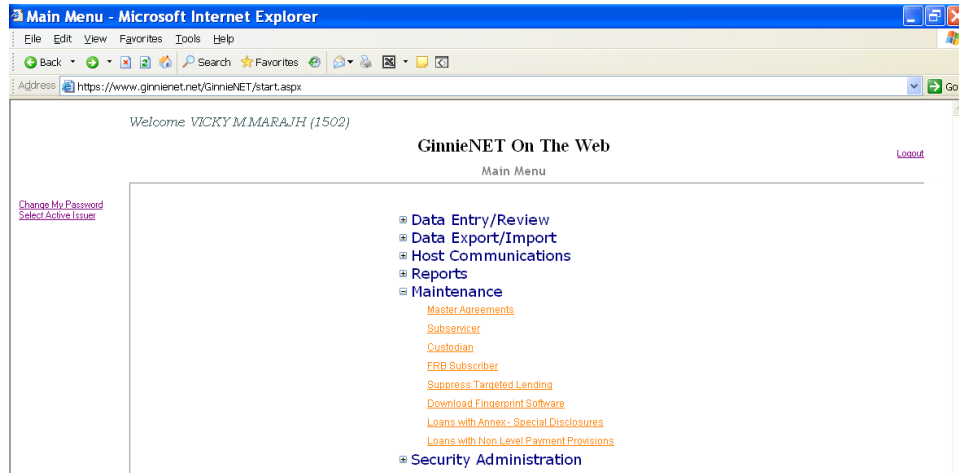 Main Menu - Microsoft Internet Explorer
File Edit View Favorites Tools Help
Back Search Favorites
Address https://www.ginnienet.net/GinnieNET/start.aspx Go
Welcome VICKY M.MARAJH (1502)
GinnieNET On The Web
Logout
Main Menu
Change My Password
Select Active Issuer
Data Entry/Review
Data Export/Import
Host Communications
Reports
Maintenance
Master Agreements
Subservicer
Custodian
FRB Subscriber
Suppress Targeted Lending
Download Fingerprint Software
Loans with Annex - Special Disclosures
Loans with Non Level Payment Provisions
Security Administration